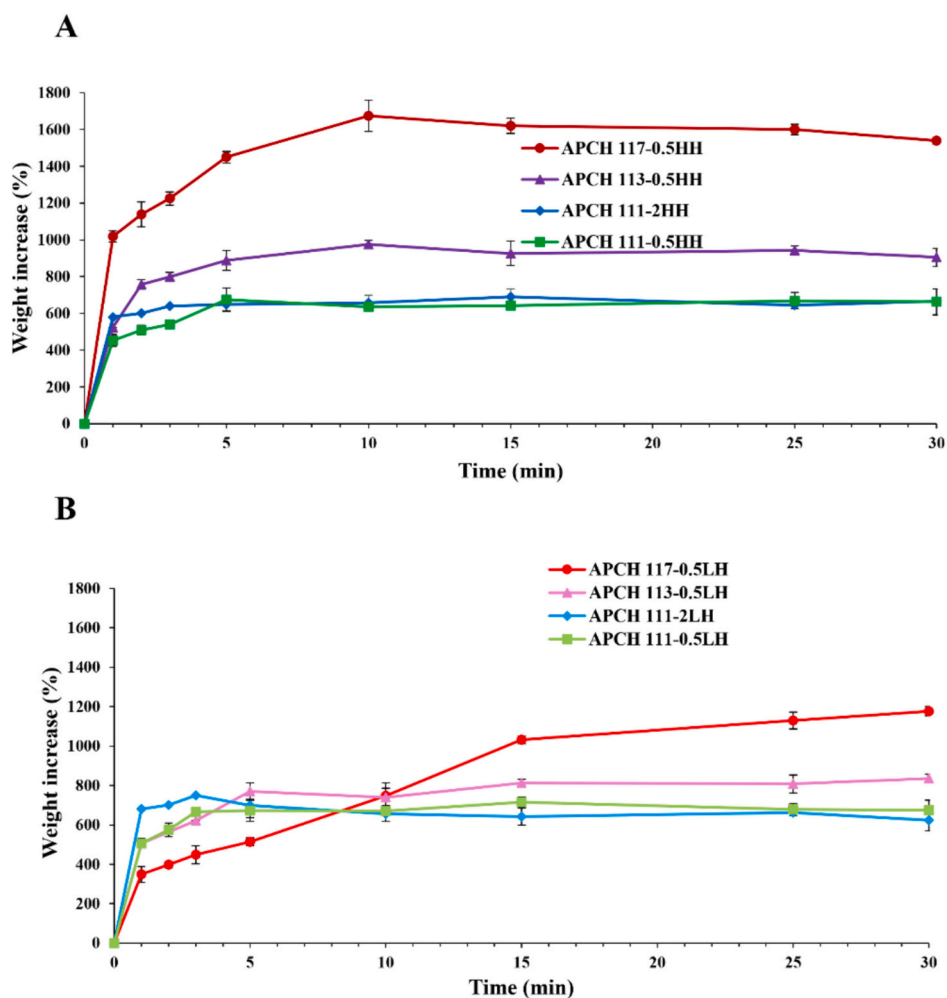 A
Weight increase (%)
1800
1600
1400
1200
1000
800
600
400
200
0
APCH 117-0.5HH
APCH 113-0.5HH
APCH 111-2HH
APCH 111-0.5HH
0 5 10 15 20 25 30
Time (min)
B
Weight increase (%)
1800
1600
1400
1200
1000
800
600
400
200
0
APCH 117-0.5LH
APCH 113-0.5LH
APCH 111-2LH
APCH 111-0.5LH
0 5 10 15 20 25 30
Time (min)